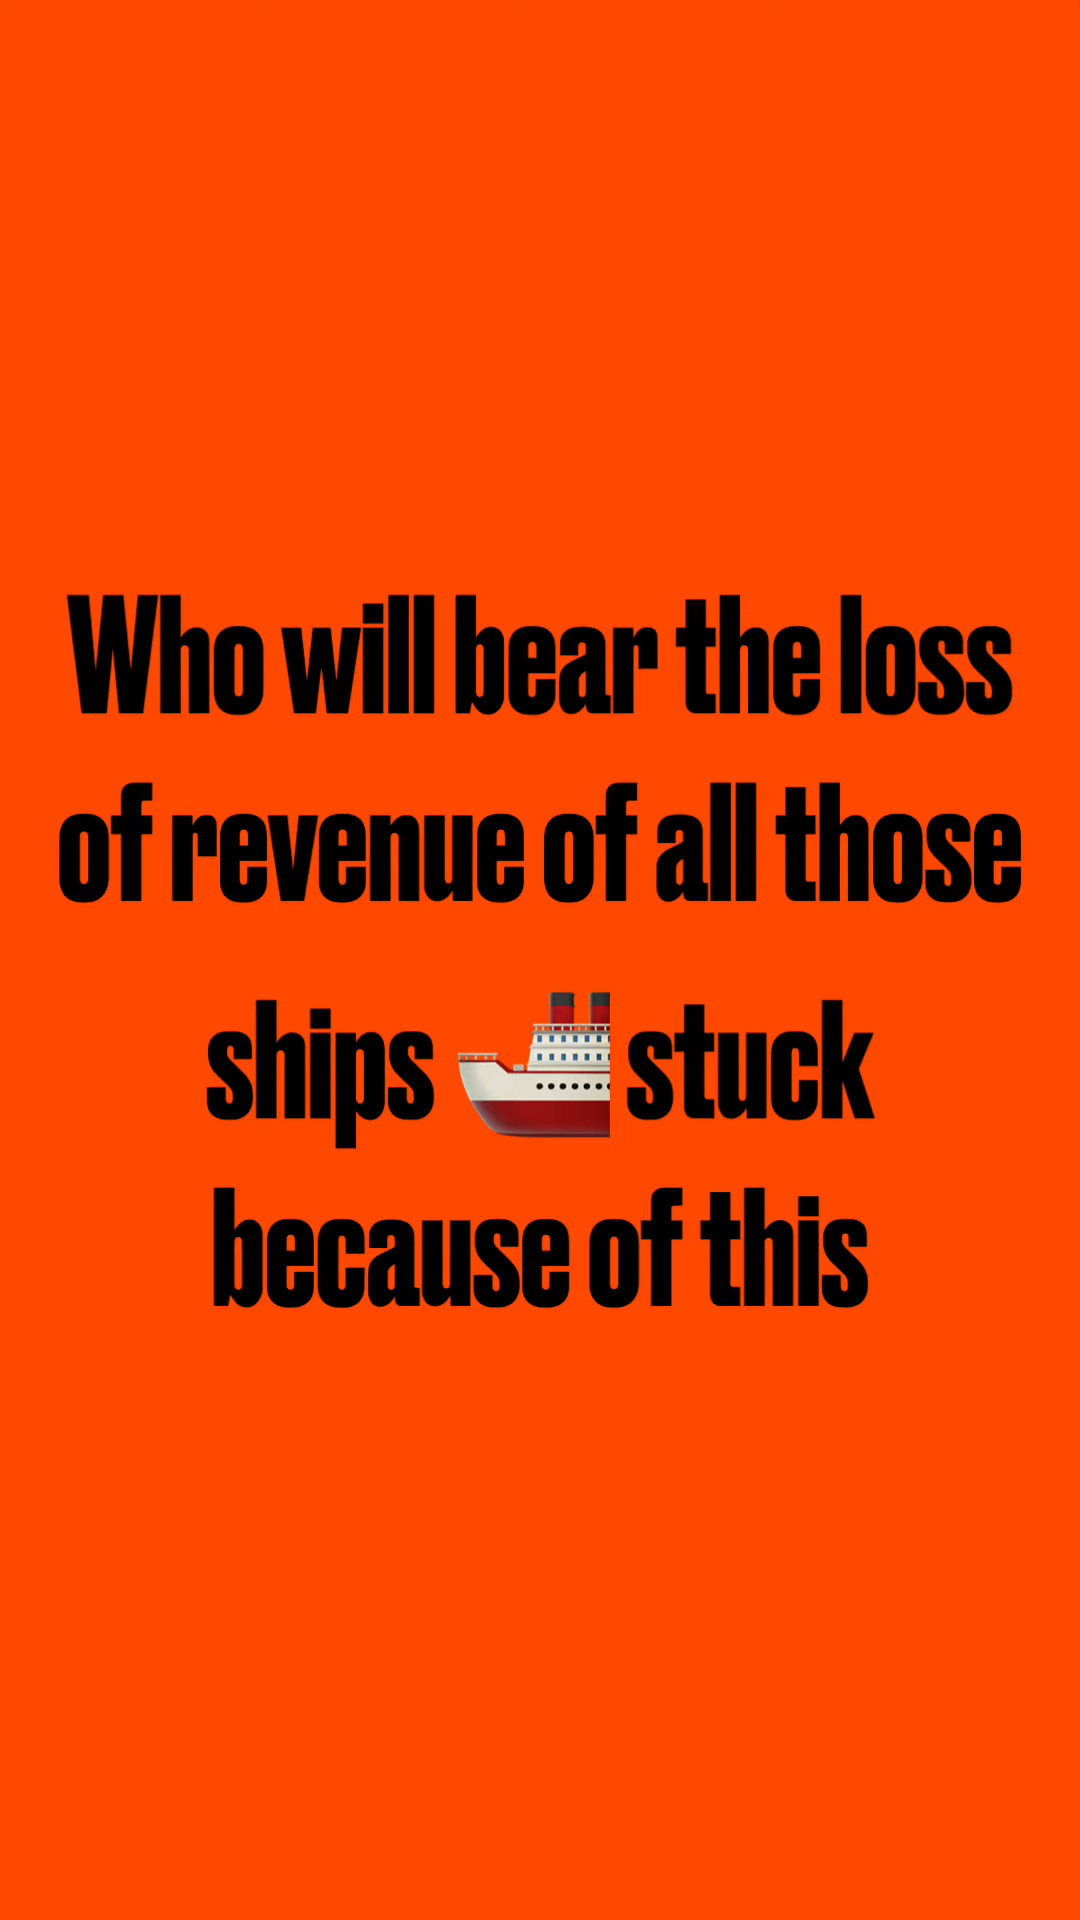 Who will bear the loss
of revenue of all those
ships 🚢 stuck
because of this